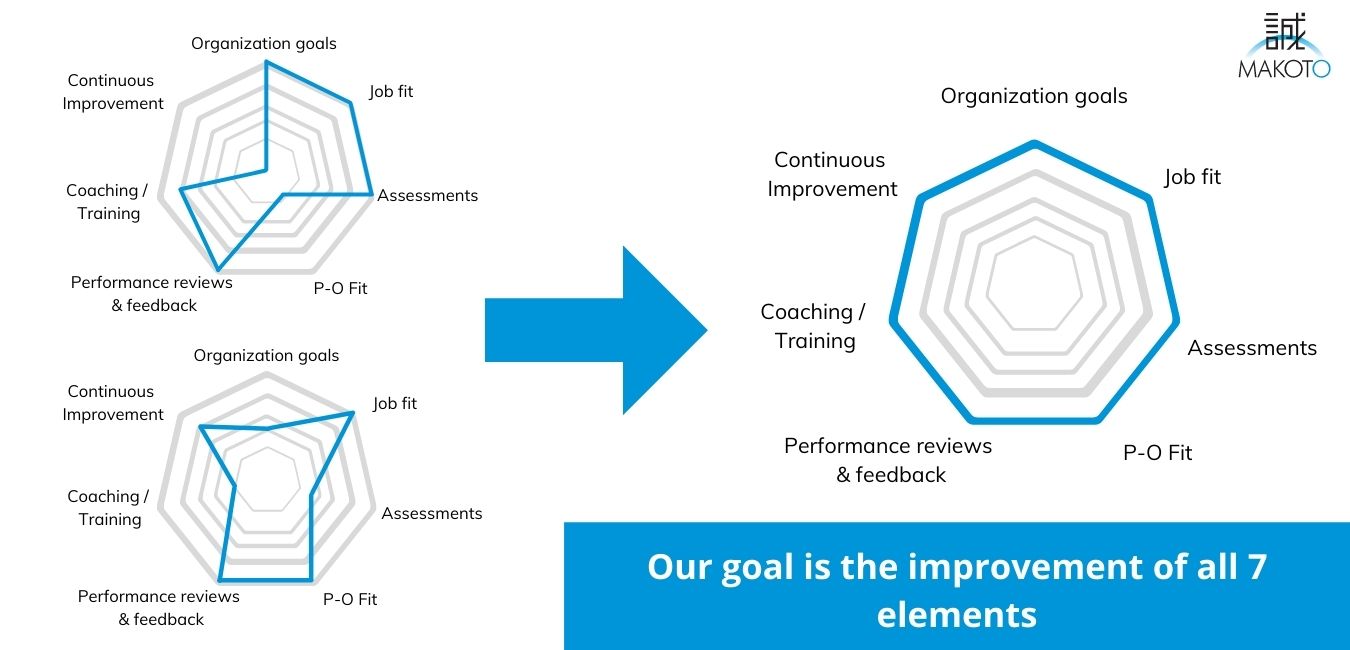 Organization goals
Job fit
Assessments
P-O Fit
Performance reviews
& feedback
Coaching /
Training
Continuous
Improvement
Organization goals
Job fit
Assessments
P-O Fit
Performance reviews
& feedback
Coaching /
Training
Continuous
Improvement
誠
MAKOTO
Organization goals
Job fit
Assessments
P-O Fit
Performance reviews
& feedback
Coaching /
Training
Continuous
Improvement
Our goal is the improvement of all 7
elements